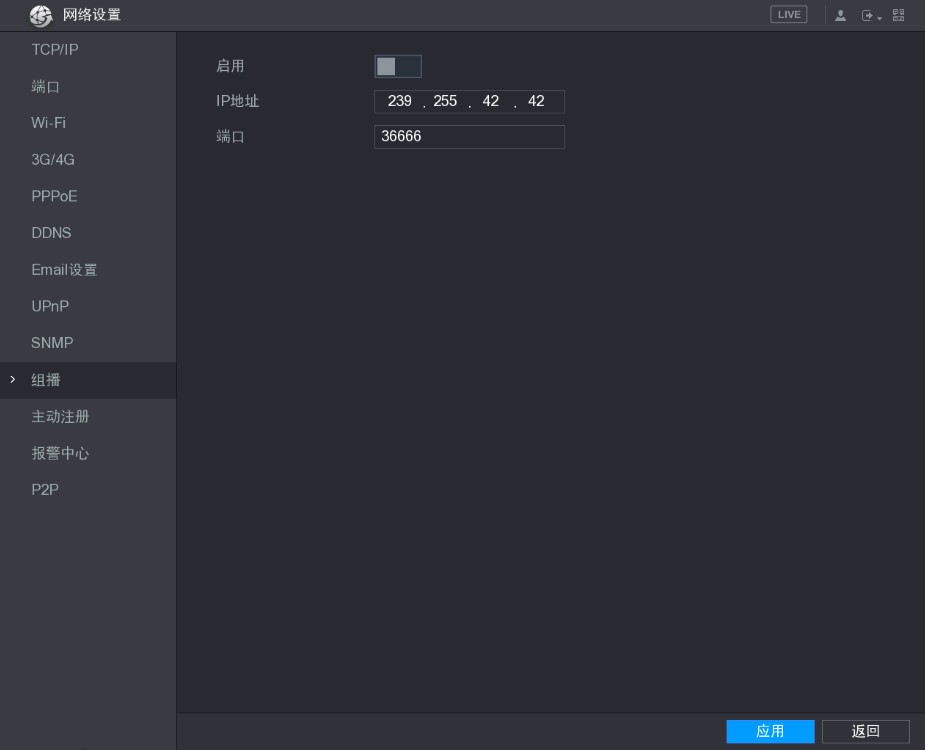 网络设置
LIVE
TCP/IP
端口
Wi-Fi
3G/4G
PPPoE
DDNS
Email设置
UPnP
SNMP
组播
主动注册
报警中心
P2P
启用
IP地址 239 . 255 . 42 . 42
端口 36666
应用 返回